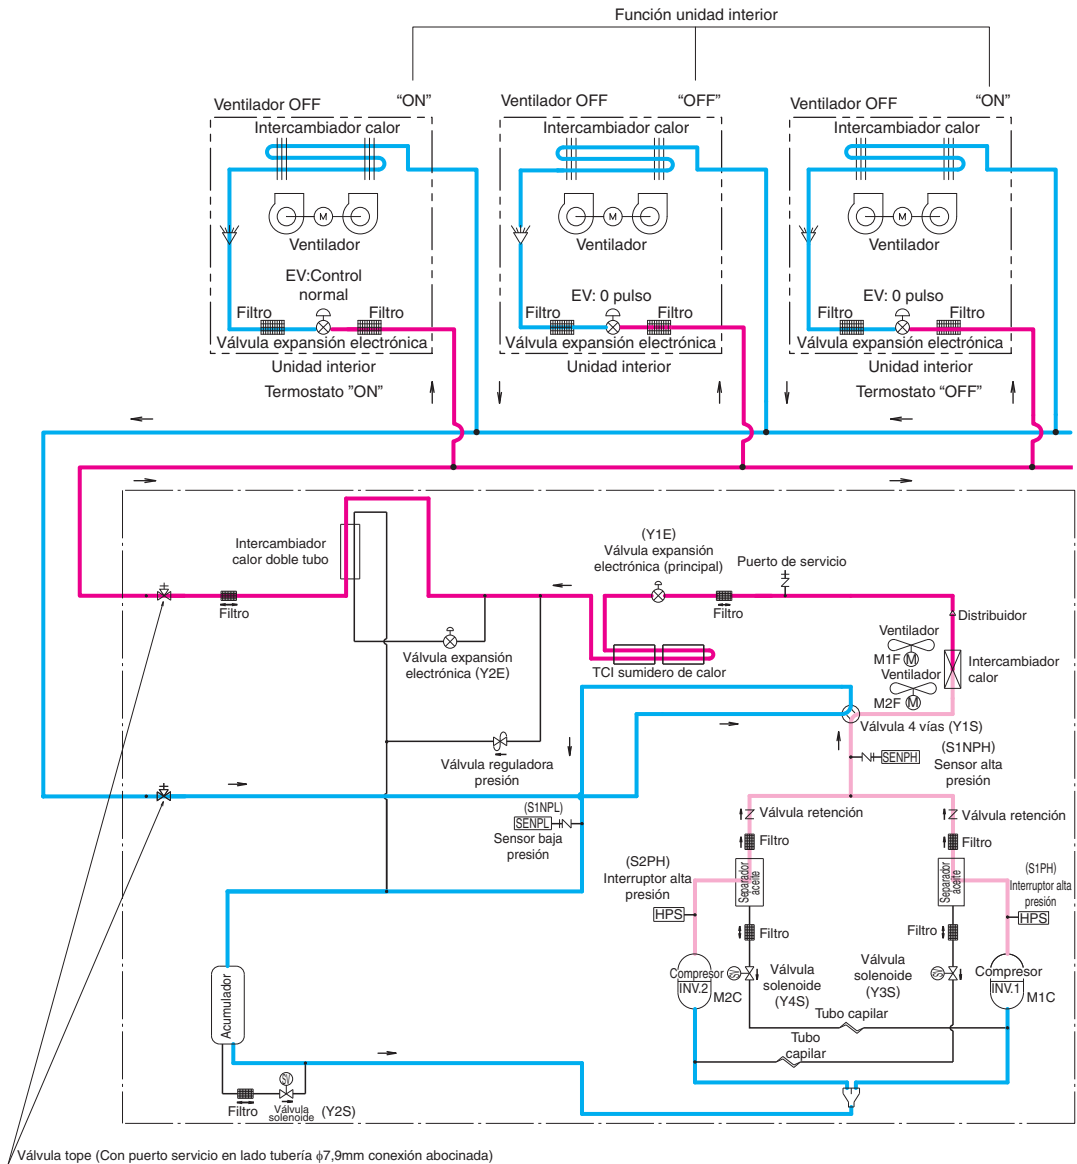 Función unidad interior
Ventilador OFF
“ON”
Ventilador OFF
“OFF”
Ventilador OFF
“ON”
Intercambiador calor
Intercambiador calor
Intercambiador calor
M
M
M
Ventilador
Ventilador
Ventilador
EV:Control
normal
EV: 0 pulso
EV: 0 pulso
Filtro
Filtro
Filtro
Filtro
Filtro
Filtro
Válvula expansión electrónica
Válvula expansión electrónica
Válvula expansión electrónica
Unidad interior
Unidad interior
Unidad interior
Termostato ”ON”
Termostato “OFF”
Intercambiador
calor doble tubo
(Y1E)
Válvula expansión
electrónica (principal)
Puerto de servicio
Filtro
Filtro
Distribuidor
Ventilador
M1F
M
Ventilador
M2F
M
Intercambiador
calor
Válvula expansión
electrónica (Y2E)
TCI sumidero de calor
Válvula 4 vías (Y1S)
Válvula reguladora
presión
SENPH
(S1NPH)
Sensor alta
presión
(S1NPL)
SENPL
Sensor baja
presión
Válvula retención
Válvula retención
Filtro
Filtro
(S2PH)
Interruptor alta
presión
HPS
Separador
aceite
Separador
aceite
(S1PH)
Interruptor alta
presión
HPS
Filtro
Filtro
Compresor
INV.2
M2C
Válvula
solenoide
(Y4S)
Válvula
solenoide
(Y3S)
Compresor
INV.1
M1C
Tubo capilar
Tubo
capilar
Acumulador
SV
Filtro
Válvula
solenoide
(Y2S)
Válvula tope (Con puerto servicio en lado tubería ϕ7,9mm conexión abocinada)